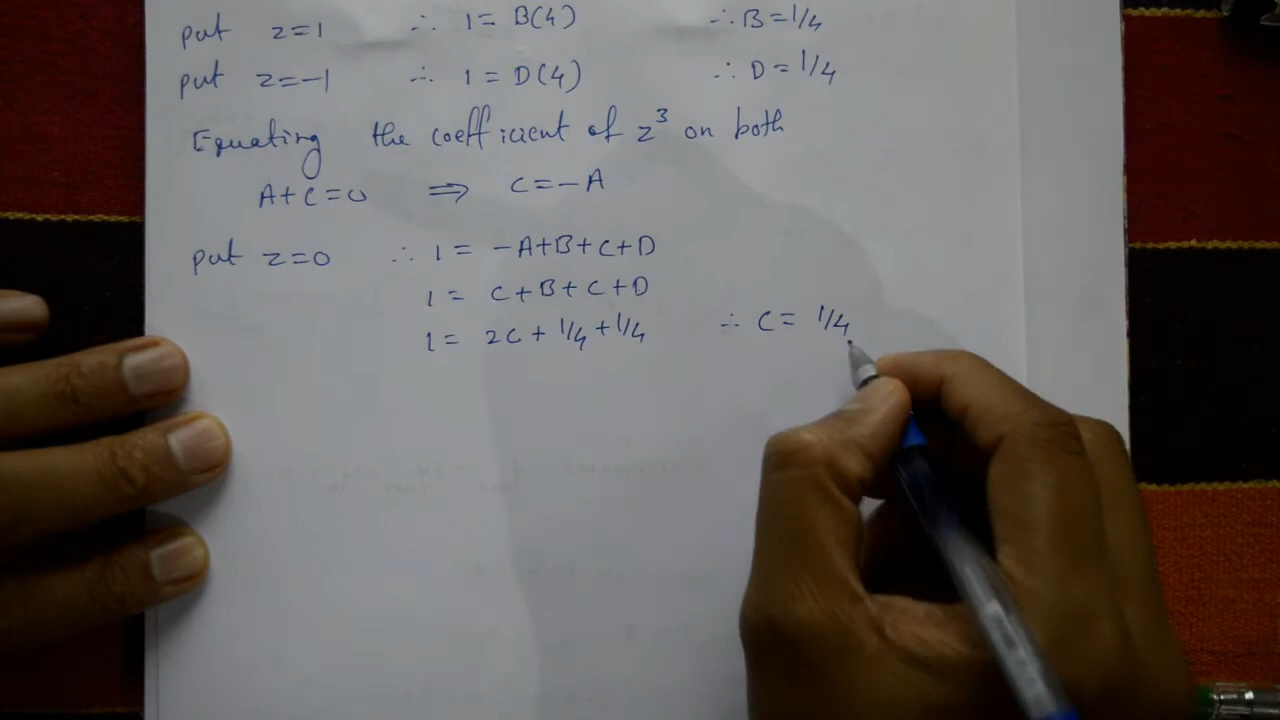 put z=1 ∴ 1= B(4) ∴ B=1/4
put z=-1 ∴ 1 = D(4) ∴ D=1/4
Equating the coefficient of z³ on both
A+C=0 ⇒ C=-A
put z=0 ∴ 1= -A+B+C+D
1= C+B+C+D
1= 2C+1/4+1/4 ∴ C= 1/4